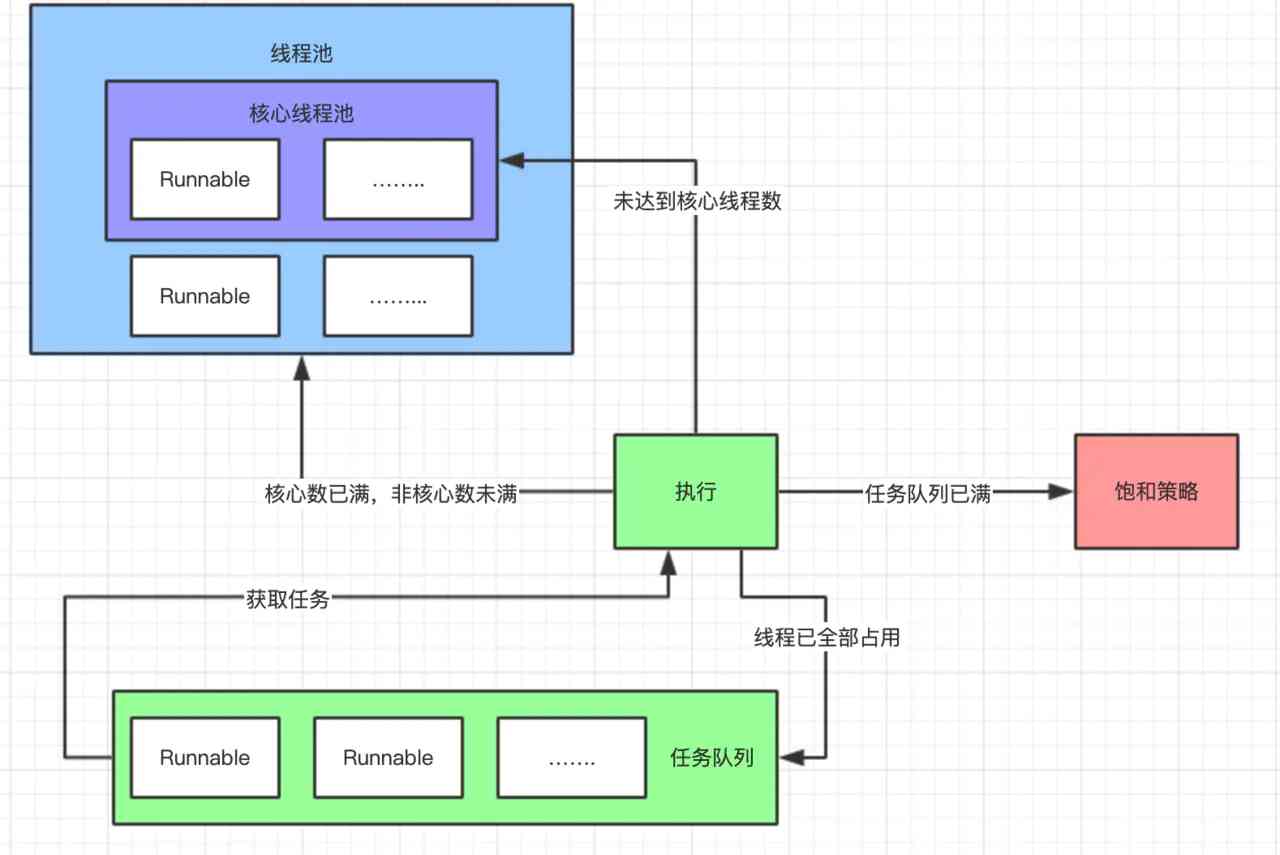 线程池
核心线程池
Runnable
……..
未达到核心线程数
Runnable
……...
核心数已满，非核心数未满
执行
任务队列已满
饱和策略
获取任务
线程已全部占用
Runnable
Runnable
…….
任务队列